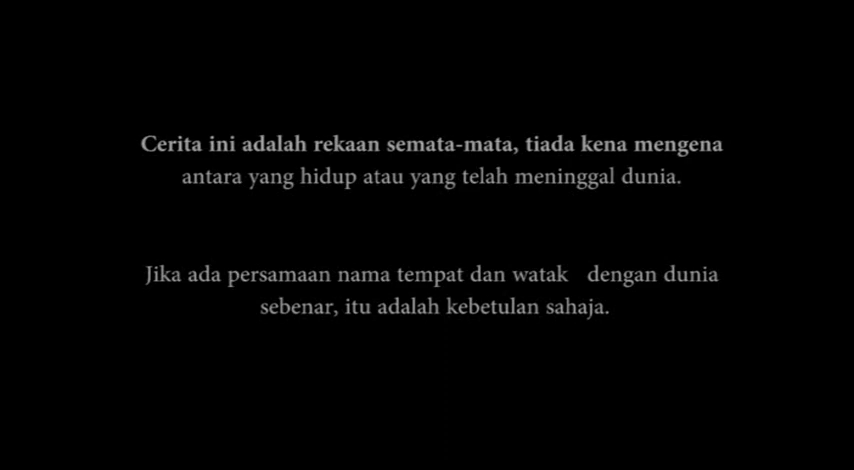 Cerita ini adalah rekaan semata-mata, tiada kena mengena
antara yang hidup atau yang telah meninggal dunia.
Jika ada persamaan nama tempat dan watak dengan dunia
sebenar, itu adalah kebetulan sahaja.